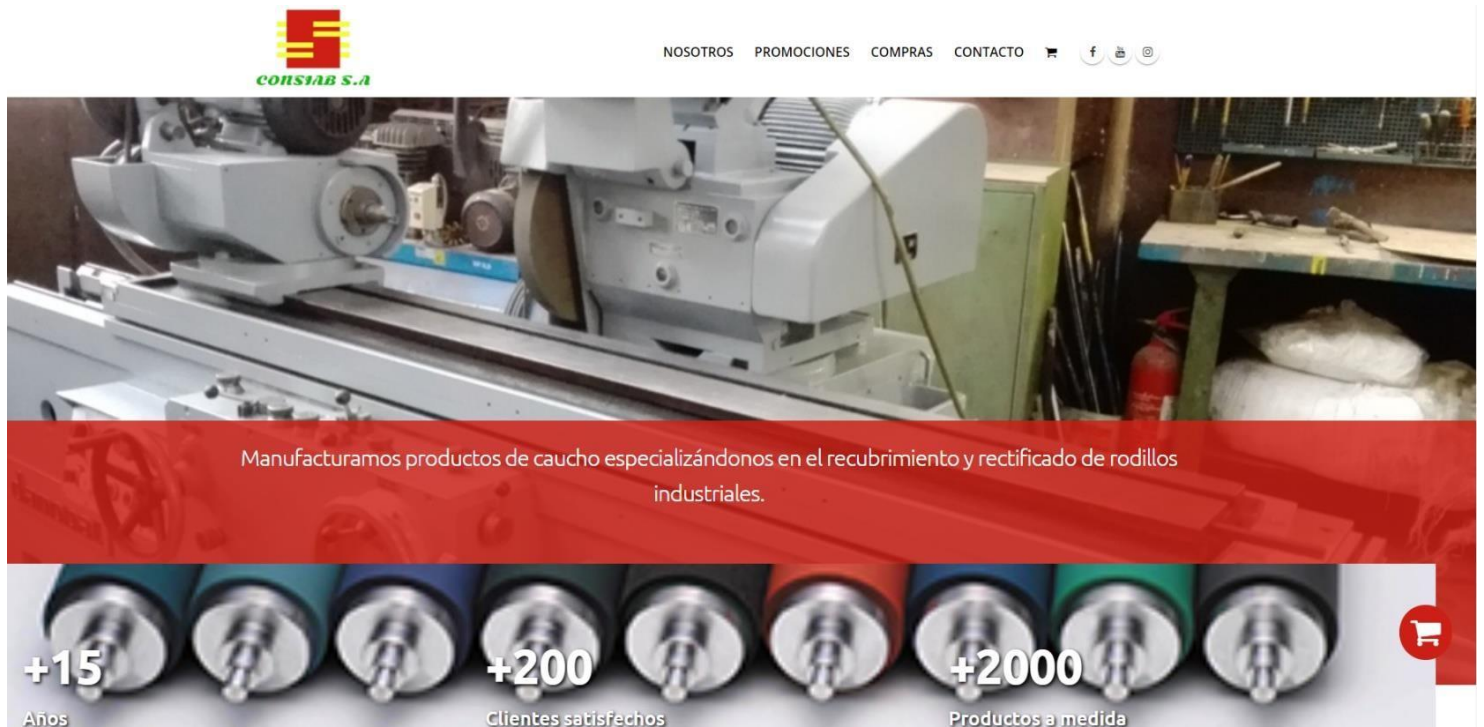 CONSIAB S.A
NOSOTROS PROMOCIONES COMPRAS CONTACTO
Manufacturamos productos de caucho especializándonos en el recubrimiento y rectificado de rodillos
industriales.
+15 +200 +2000
Años Clientes satisfechos Productos a medida